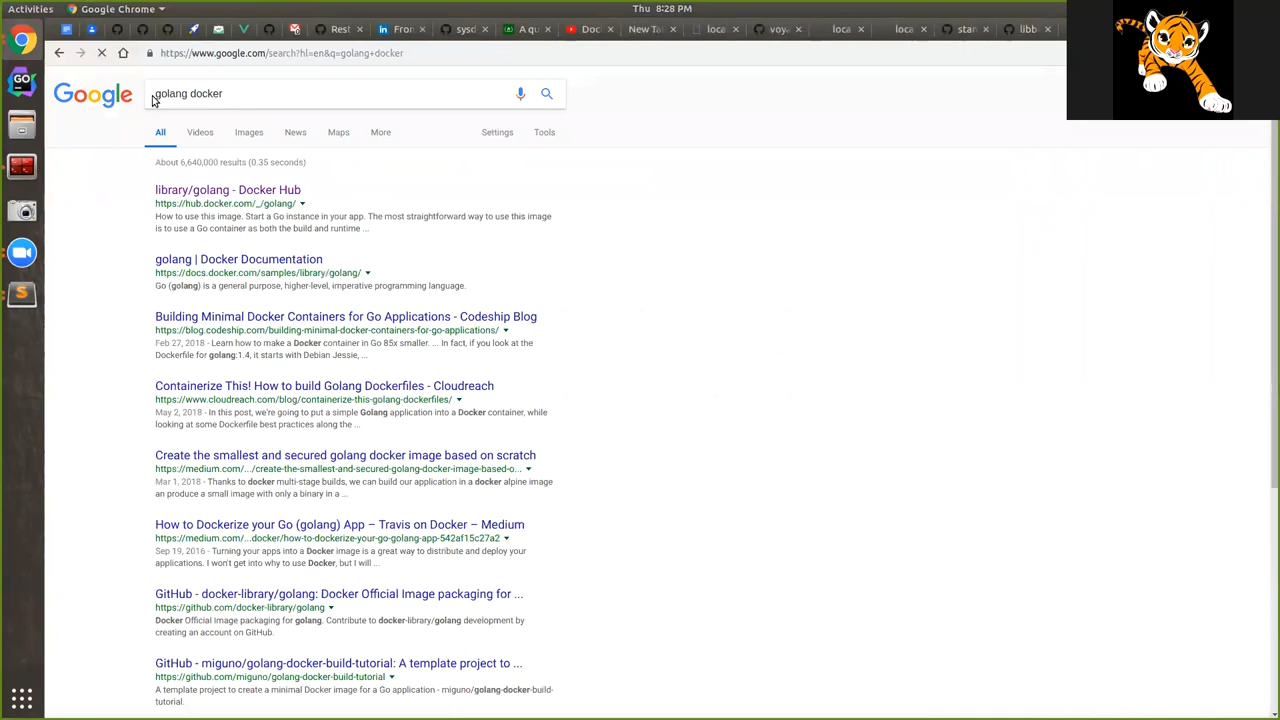 Activities
Google Chrome
Thu 8:28 PM
Rest
Fron
sysd
A qu
Doc
New Tab
loca
voy
loca
loca
star
libb
https://www.google.com/search?hl=en&q=golang+docker
Google
golang docker
All
Videos
Images
News
Maps
More
Settings
Tools
About 6,640,000 results (0.35 seconds)
library/golang - Docker Hub
https://hub.docker.com/_/golang/
How to use this image. Start a Go instance in your app. The most straightforward way to use this image
is to use a Go container as both the build and runtime ...
golang | Docker Documentation
https://docs.docker.com/samples/library/golang/
Go (golang) is a general purpose, higher-level, imperative programming language.
Building Minimal Docker Containers for Go Applications - Codeship Blog
https://blog.codeship.com/building-minimal-docker-containers-for-go-applications/
Feb 27, 2018 - Learn how to make a Docker container in Go 85x smaller. ... In fact, if you look at the
Dockerfile for golang:1.4, it starts with Debian Jessie, ...
Containerize This! How to build Golang Dockerfiles - Cloudreach
https://www.cloudreach.com/blog/containerize-this-golang-dockerfiles/
May 2, 2018 - In this post, we're going to put a simple Golang application into a Docker container, while
looking at some Dockerfile best practices along the ...
Create the smallest and secured golang docker image based on scratch
https://medium.com/.../create-the-smallest-and-secured-golang-docker-image-based-o...
Mar 1, 2018 - Thanks to docker multi-stage builds, we can build our application in a docker alpine image
an produce a small image with only a binary in a ...
How to Dockerize your Go (golang) App – Travis on Docker – Medium
https://medium.com/...docker/how-to-dockerize-your-go-golang-app-542af15c27a2
Sep 19, 2016 - Turning your apps into a Docker image is a great way to distribute and deploy your
applications. I won't get into why to use Docker, but I will ...
GitHub - docker-library/golang: Docker Official Image packaging for ...
https://github.com/docker-library/golang
Docker Official Image packaging for golang. Contribute to docker-library/golang development by
creating an account on GitHub.
GitHub - miguno/golang-docker-build-tutorial: A template project to ...
https://github.com/miguno/golang-docker-build-tutorial
A template project to create a minimal Docker image for a Go application - miguno/golang-docker-build-
tutorial.